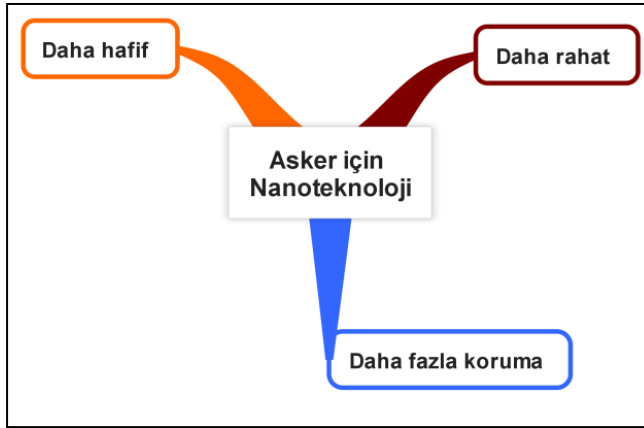 Daha hafif
Daha rahat
Asker için
Nanoteknoloji
Daha fazla koruma